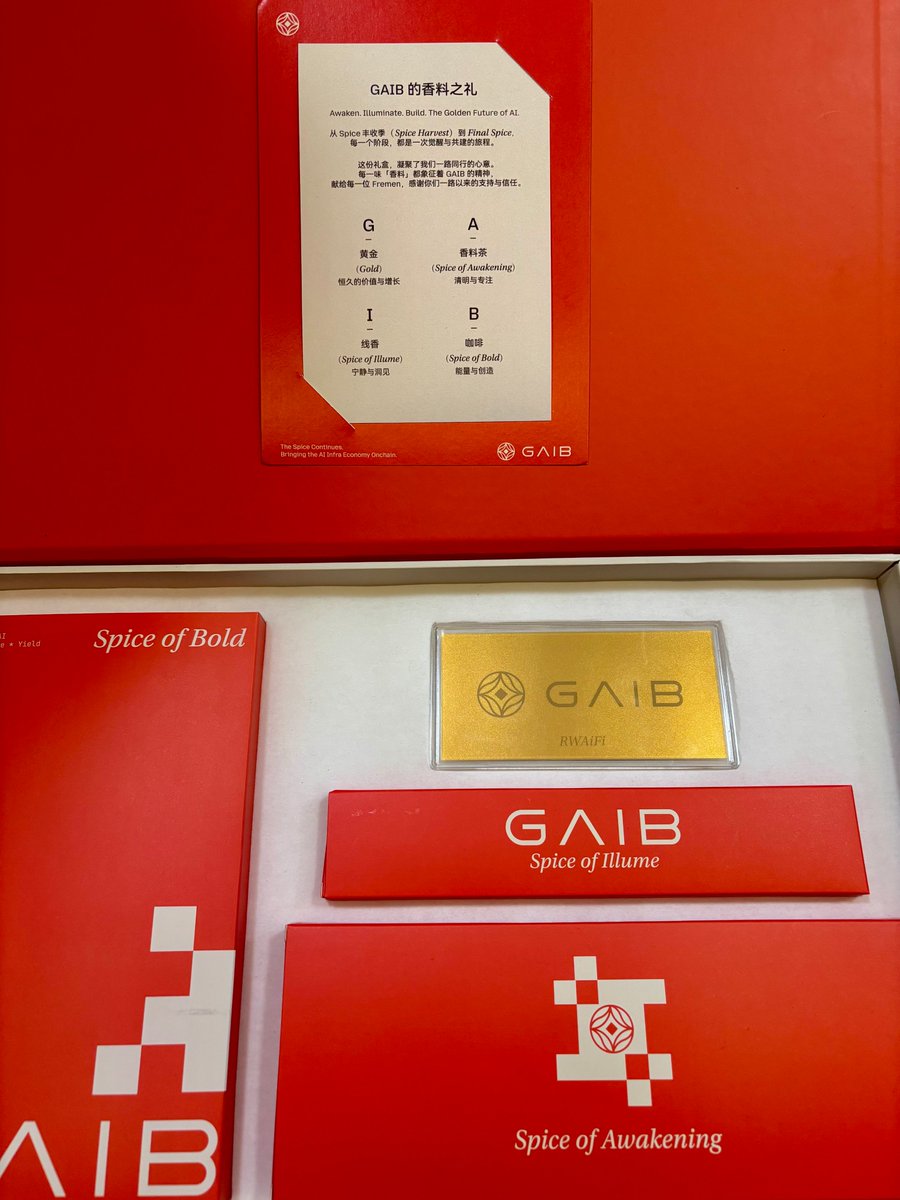 GAIB 的香料之礼
Awaken. Illuminate. Build. The Golden Future of AI.
从 Spice 丰收季（Spice Harvest）到 Final Spice，
每一个阶段，都是一次觉醒与共建的旅程。
这份礼盒，凝聚了我们一路同行的心意。
每一味「香料」都象征着 GAIB 的精神，
献给每一位 Fremen，感谢你们一路以来的支持与信任。
G
黄金
（Gold）
恒久的价值与增长
A
香料茶
（Spice of Awakening）
清明与专注
I
线香
（Spice of Illume）
宁静与洞见
B
咖啡
（Spice of Bold）
能量与创造
The Spice Continues.
Bringing the AI Infra Economy Onchain.
GAIB
AI
e * Yield
Spice of Bold
AIB
GAIB
RWAiFi
GAIB
Spice of Illume
Spice of Awakening